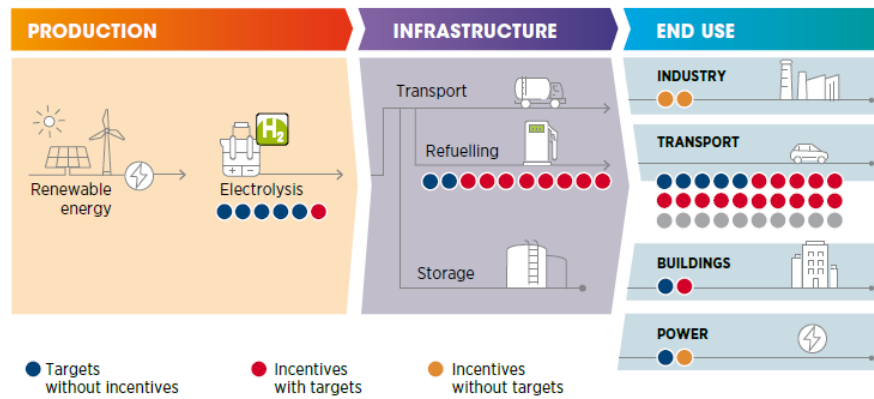 PRODUCTION
INFRASTRUCTURE
END USE
Renewable
energy
H2
Electrolysis
Transport
Refuelling
Storage
INDUSTRY
TRANSPORT
BUILDINGS
POWER
Targets
without incentives
Incentives
with targets
Incentives
without targets